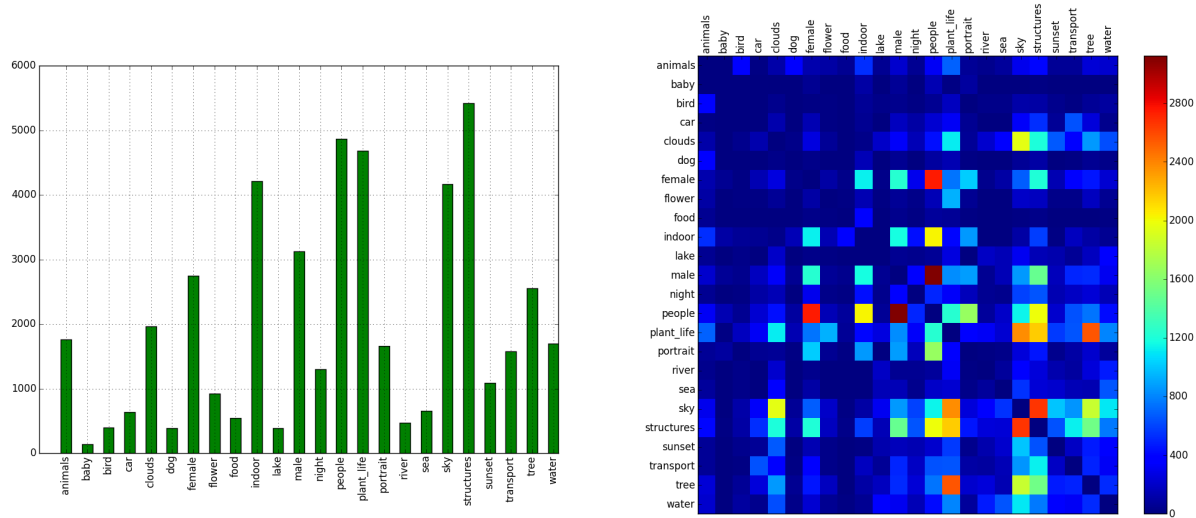 6000
5000
4000
3000
2000
1000
0
animals
baby
bird
car
clouds
dog
female
flower
food
indoor
lake
male
night
people
plant_life
portrait
river
sea
sky
structures
sunset
transport
tree
water
animals
baby
bird
car
clouds
dog
female
flower
food
indoor
lake
male
night
people
plant_life
portrait
river
sea
sky
structures
sunset
transport
tree
water
animals
baby
bird
car
clouds
dog
female
flower
food
indoor
lake
male
night
people
plant_life
portrait
river
sea
sky
structures
sunset
transport
tree
water
2800
2400
2000
1600
1200
800
400
0